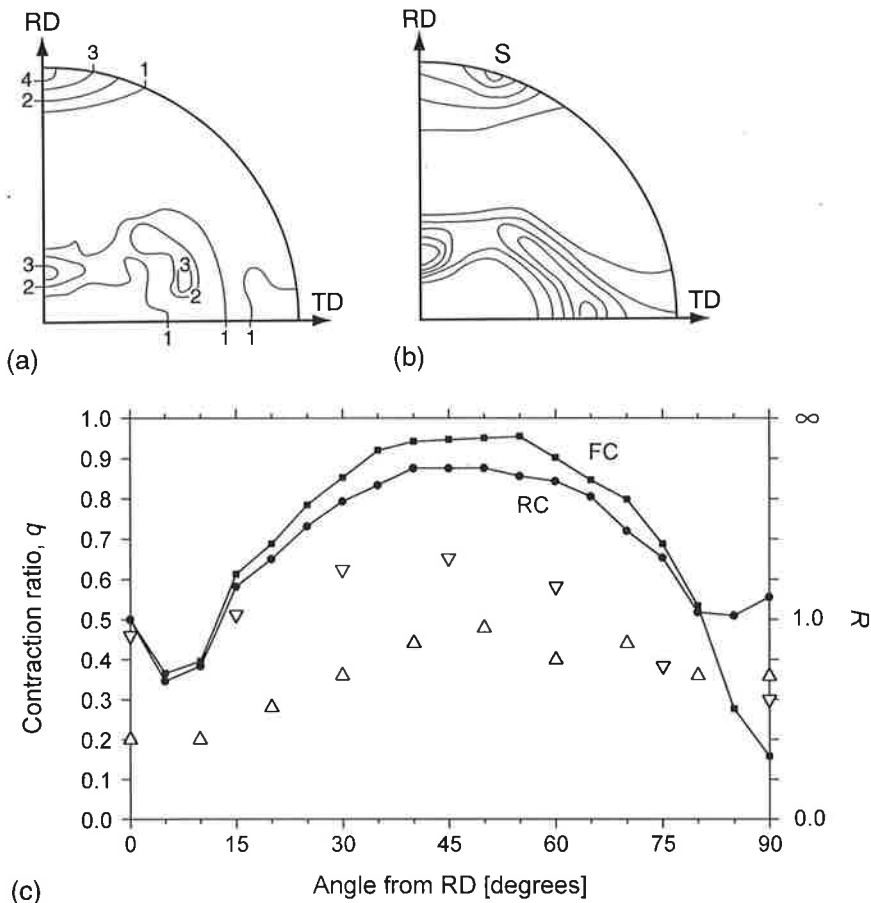 RD
4
3
1
2
3
2
3
2
TD
1
1
1
(a)
RD
S
TD
(b)
Contraction ratio, q
1.0
0.9
0.8
0.7
0.6
0.5
0.4
0.3
0.2
0.1
0.0
FC
RC
∞
1.0
0.0
R
0
15
30
45
60
75
90
Angle from RD [degrees]
(c)